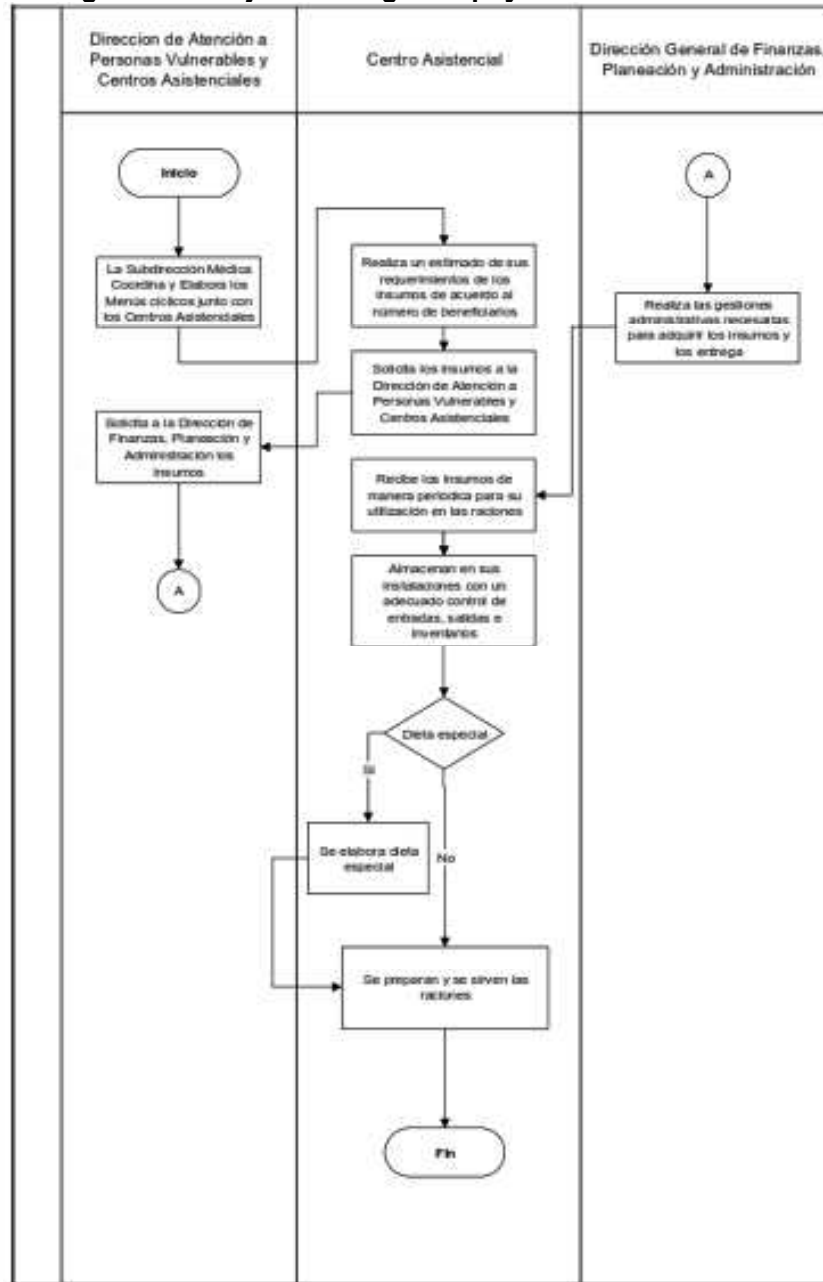 Direccion de Atención a
Personas Vulnerables y
Centros Asistenciales
Centro Asistencial
Dirección General de Finanzas,
Planeación y Administración
Inicio
La Subdirección Médica
Coordina y Elabora los
Menús cíclicos junto con
los Centros Asistenciales
Solicita a la Dirección de
Finanzas, Planeación y
Administración los
Insumos
A
Realiza un estimado de sus
requerimientos de los
insumos de acuerdo al
número de beneficiarios
Solicita los insumos a la
Dirección de Atención a
Personas Vulnerables y
Centros Asistenciales
Recibe los insumos de
manera periodica para su
utilización en las raciones
Almacenan en sus
instalaciones con un
adecuado control de
entradas, salidas e
inventarios
Dieta especial
Si
No
Se elabora dieta
especial
Se preparan y se sirven las
raciones
Fin
A
Realiza las gestiones
administrativas necesarias
para adquirir los insumos y
los entrega